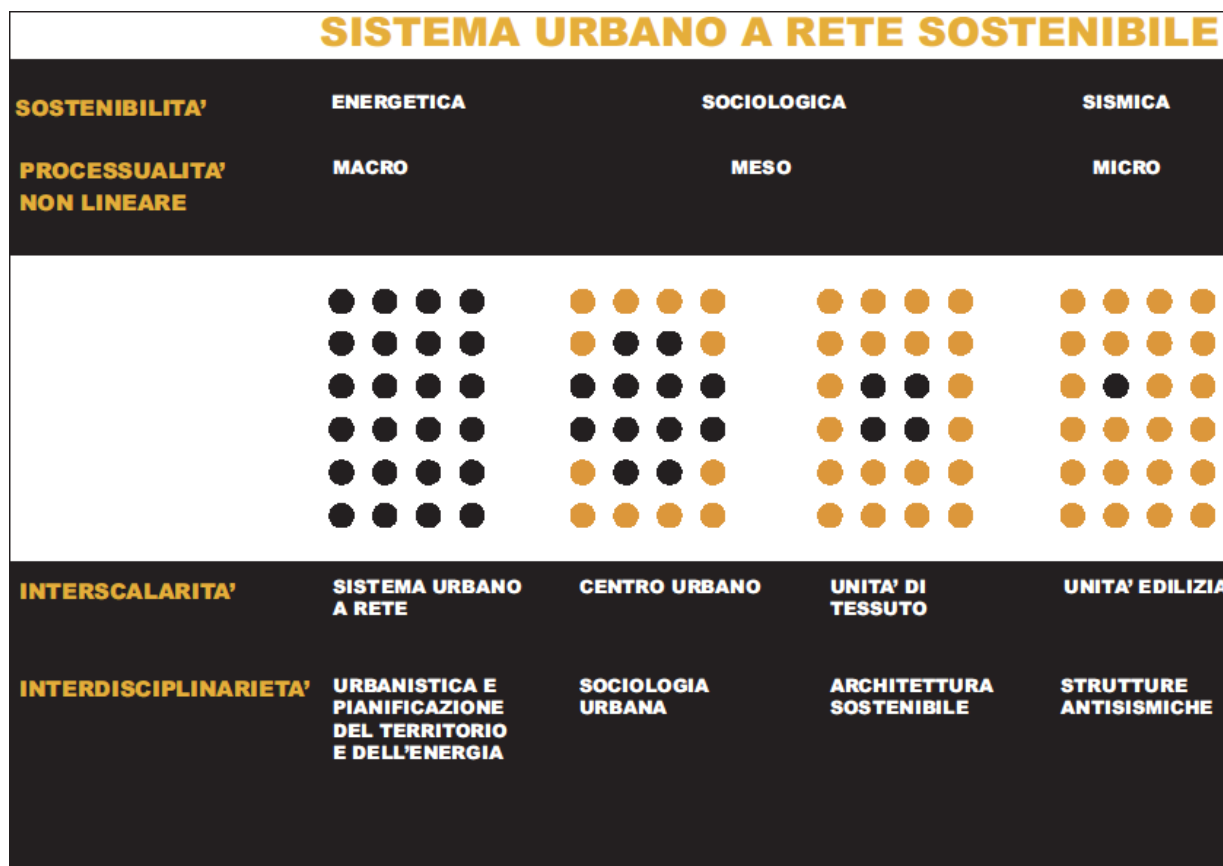 SISTEMA URBANO A RETE SOSTENIBILE
SOSTENIBILITA' ENERGETICA SOCIOLOGICA SISMICA
PROCESSUALITA' MACRO MESO MICRO
NON LINEARE
INTERSCALARITA' SISTEMA URBANO CENTRO URBANO UNITA' DI UNITA' EDILIZIA
A RETE TESSUTO
INTERDISCIPLINARIETA' URBANISTICA E SOCIOLOGIA ARCHITETTURA STRUTTURE
PIANIFICAZIONE URBANA SOSTENIBILE ANTISISMICHE
DEL TERRITORIO
E DELL'ENERGIA